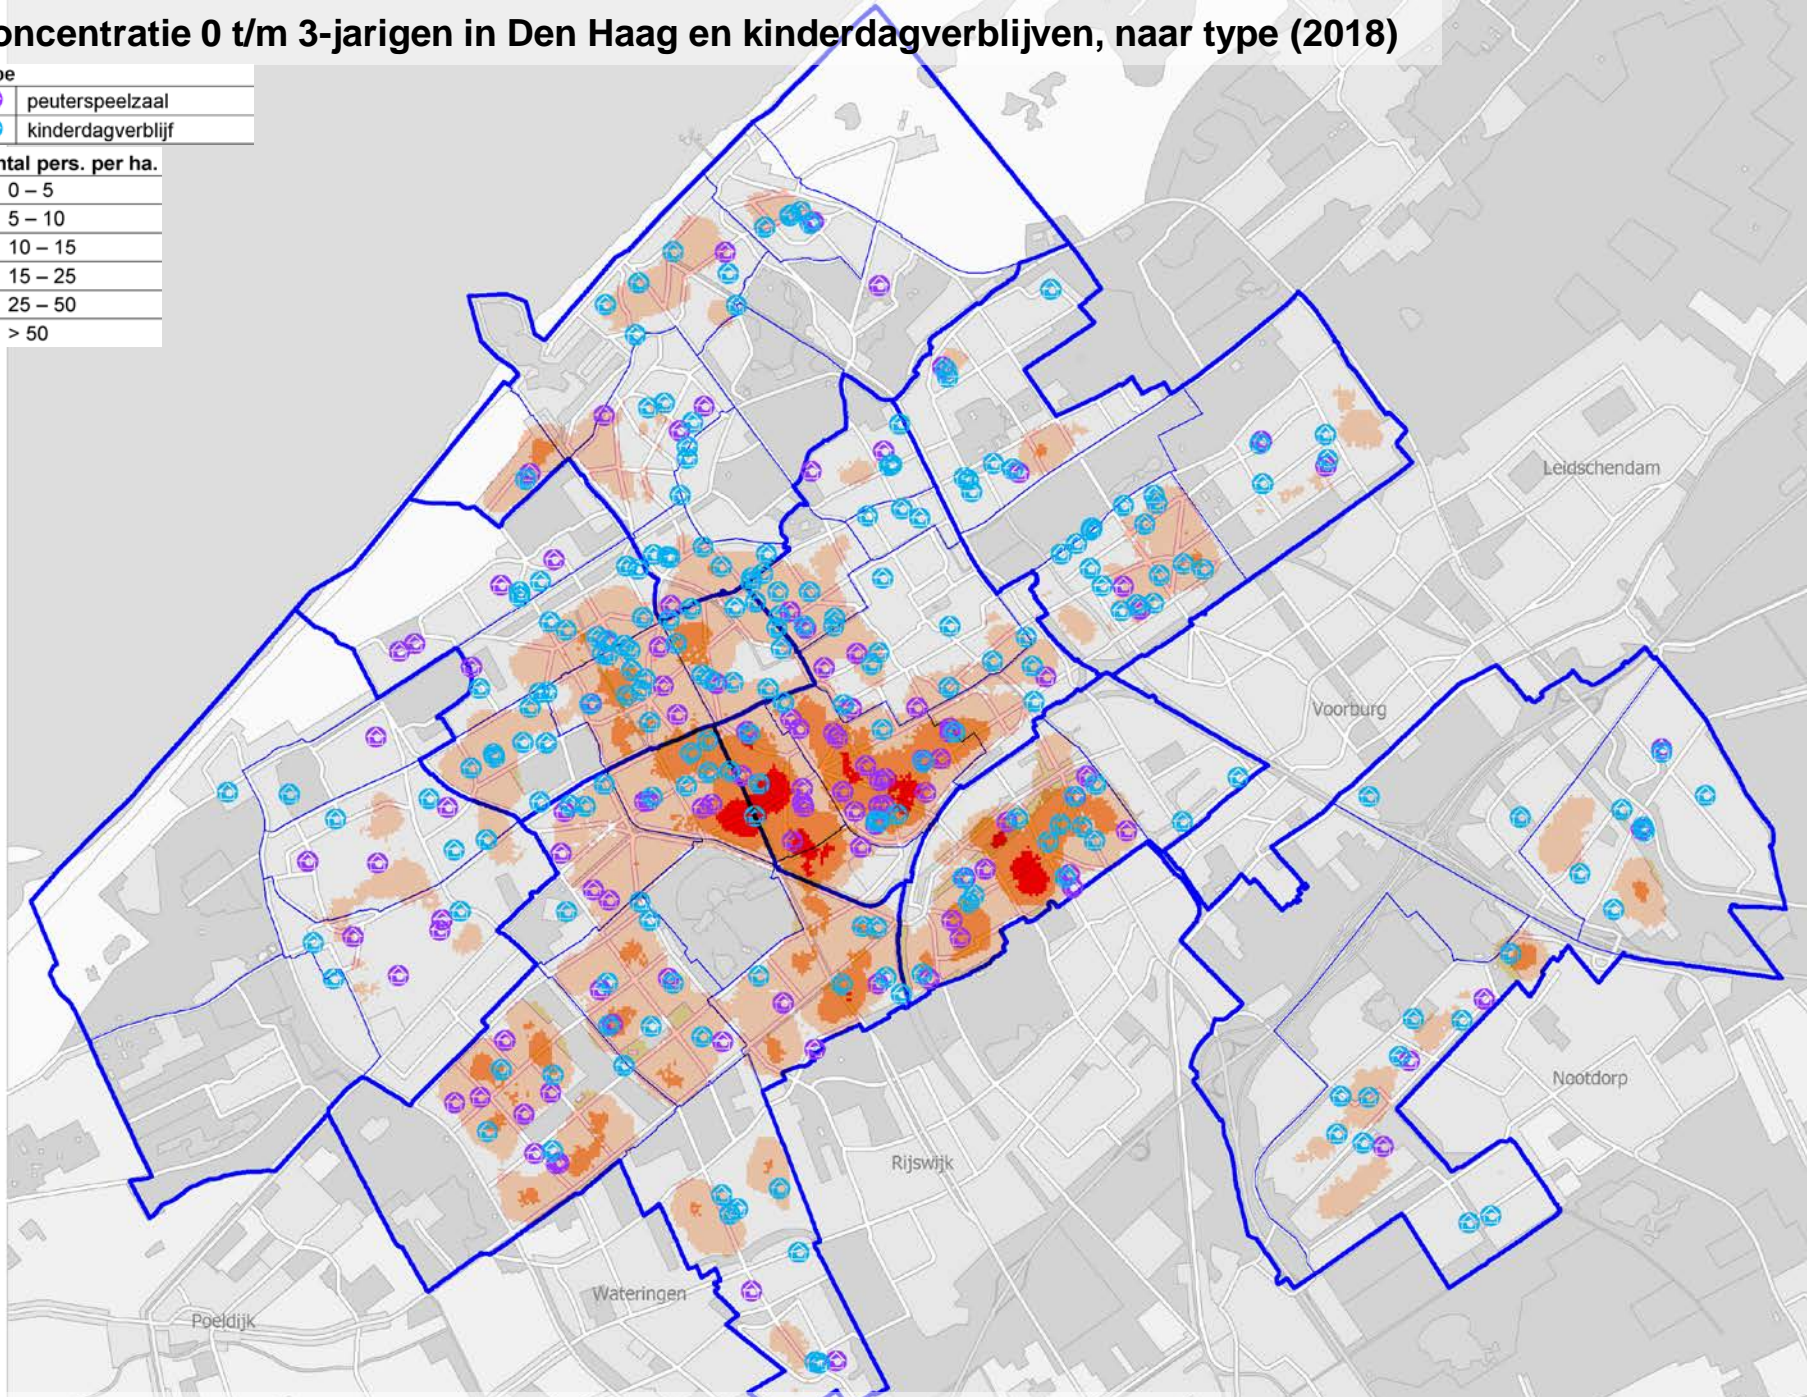 oncentratie 0 t/m 3-jarigen in Den Haag en kinderdagverblijven, naar type (2018)
pe
peuterspeelzaal
kinderdagverblijf
ntal pers. per ha.
0 – 5
5 – 10
10 – 15
15 – 25
25 – 50
> 50
Leidschendam
Voorburg
Nootdorp
Rijswijk
Wateringen
Poeldijk